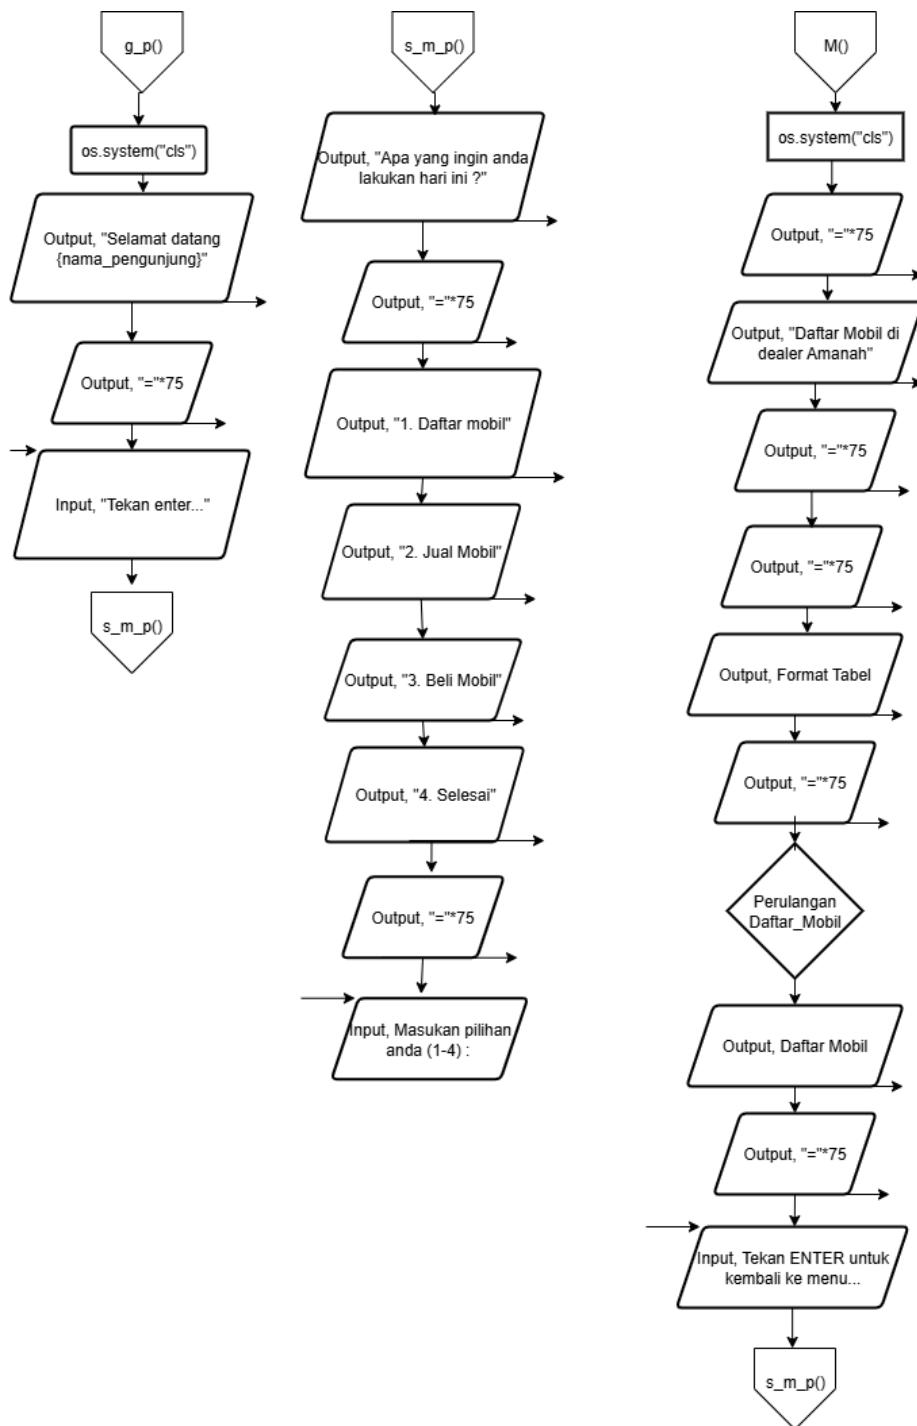 g_p()
os.system("cls")
Output, "Selamat datang
{nama_pengunjung}"
Output, "="*75
Input, "Tekan enter..."
s_m_p()
s_m_p()
Output, "Apa yang ingin anda
lakukan hari ini ?"
Output, "="*75
Output, "1. Daftar mobil"
Output, "2. Jual Mobil"
Output, "3. Beli Mobil"
Output, "4. Selesai"
Output, "="*75
Input, Masukan pilihan
anda (1-4) :
M()
os.system("cls")
Output, "="*75
Output, "Daftar Mobil di
dealer Amanah"
Output, "="*75
Output, "="*75
Output, Format Tabel
Output, "="*75
Perulangan
Daftar_Mobil
Output, Daftar Mobil
Output, "="*75
Input, Tekan ENTER untuk
kembali ke menu...
s_m_p()